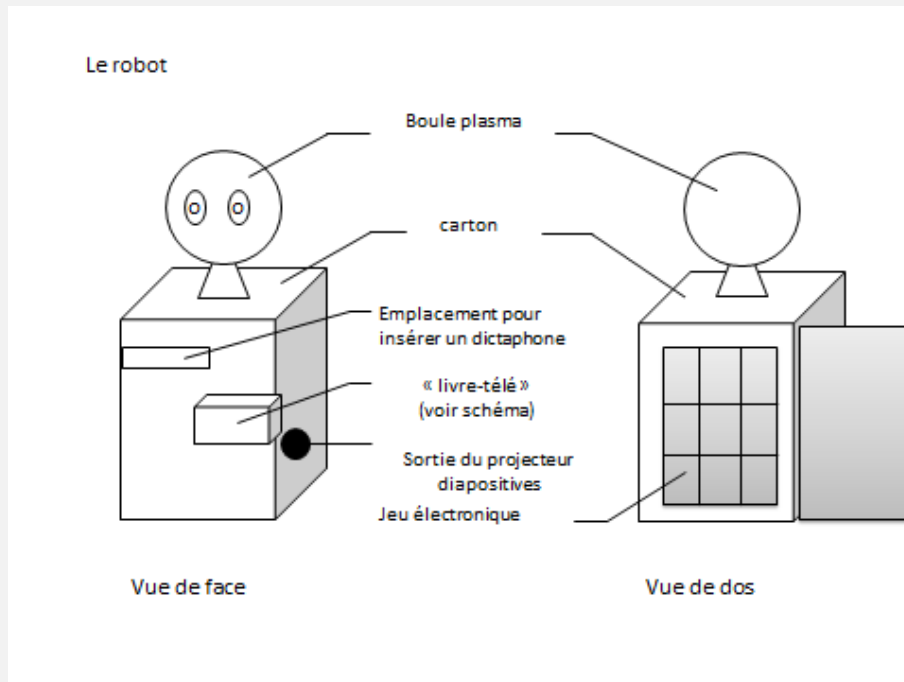 Le robot
Boule plasma
carton
Emplacement pour
insérer un dictaphone
« livre-télé »
(voir schéma)
Sortie du projecteur
diapositives
Jeu électronique
Vue de face
Vue de dos